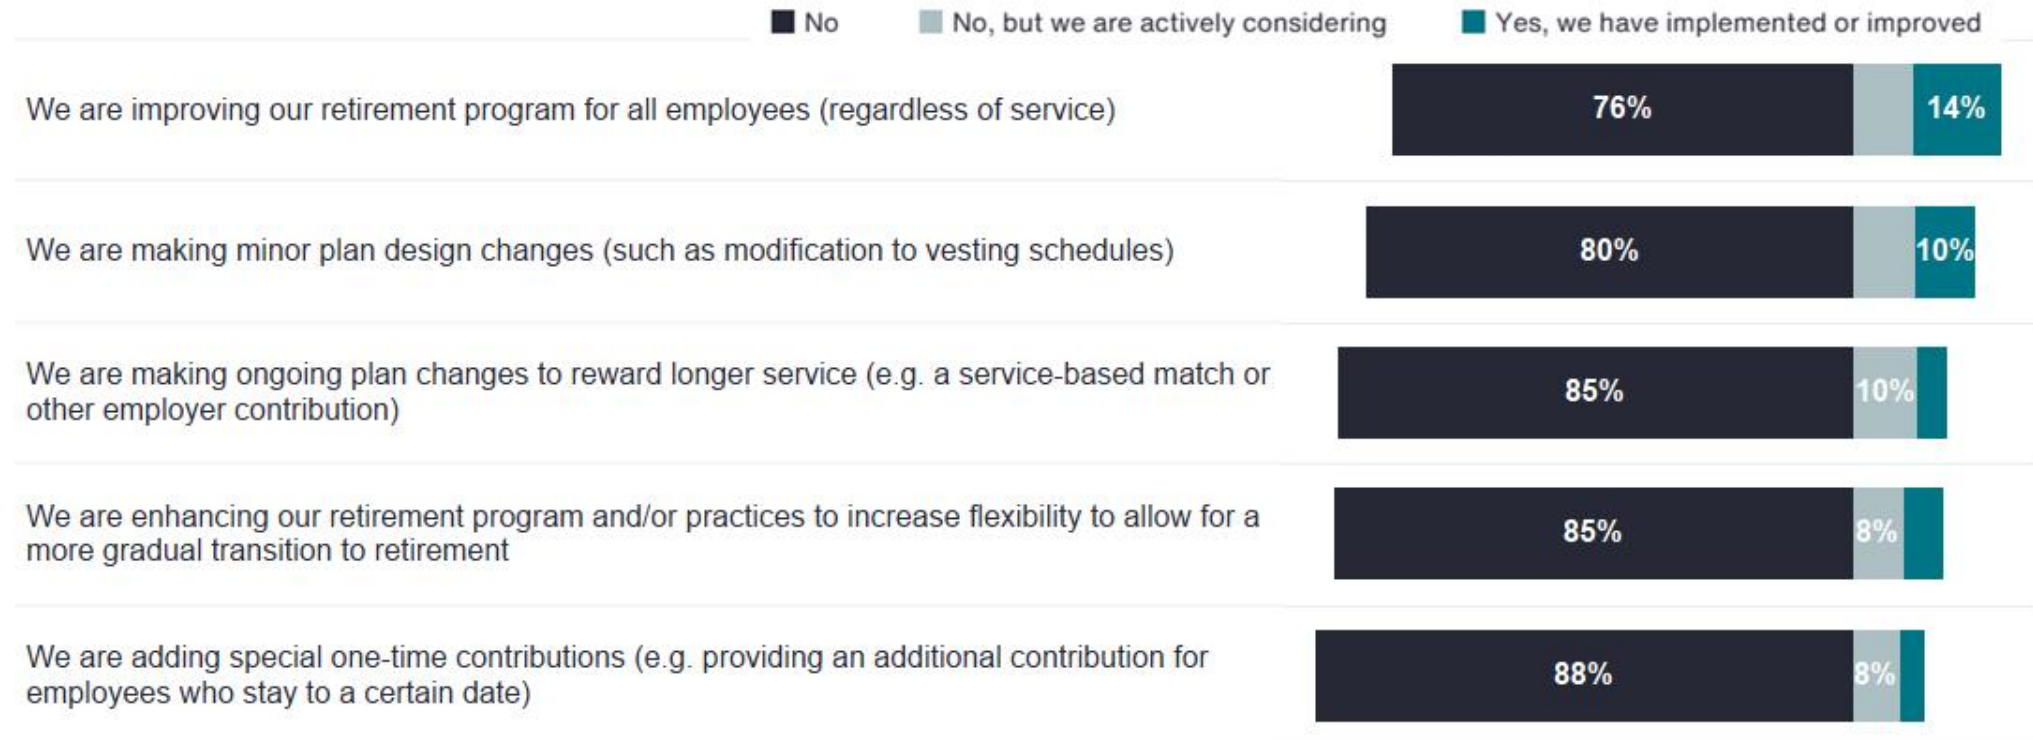 No No, but we are actively considering Yes, we have implemented or improved
We are improving our retirement program for all employees (regardless of service) 76% 14%
We are making minor plan design changes (such as modification to vesting schedules) 80% 10%
We are making ongoing plan changes to reward longer service (e.g. a service-based match or
other employer contribution)
85% 10%
We are enhancing our retirement program and/or practices to increase flexibility to allow for a
more gradual transition to retirement
85% 8%
We are adding special one-time contributions (e.g. providing an additional contribution for
employees who stay to a certain date)
88% 8%